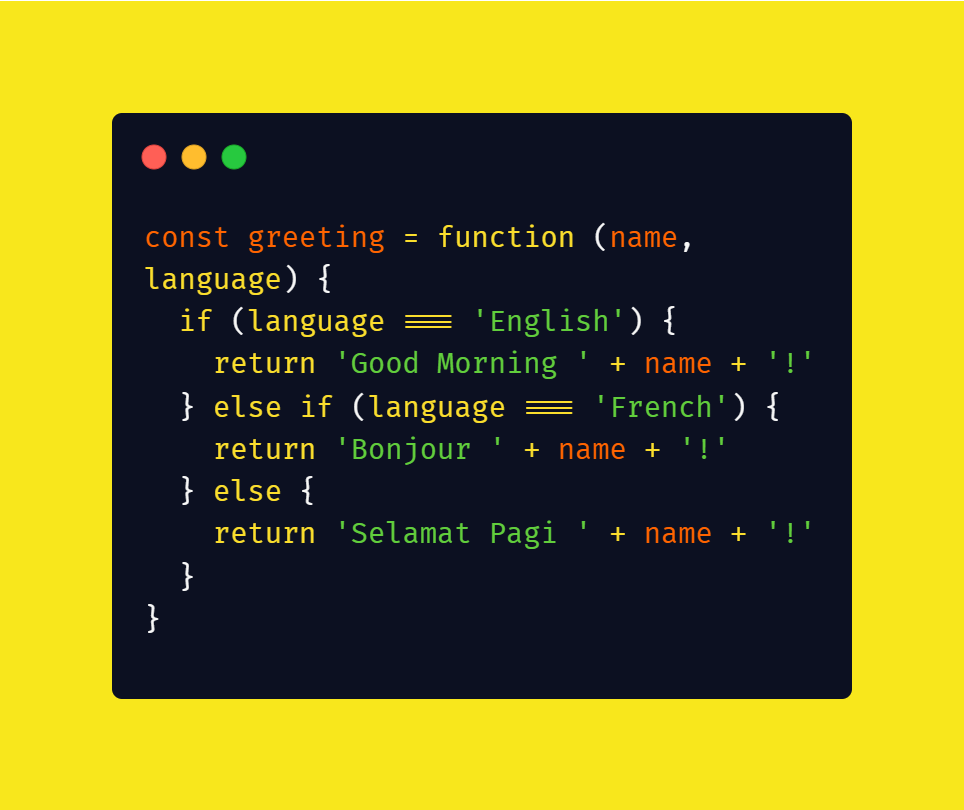 const greeting = function (name,
language) {
  if (language === 'English') {
    return 'Good Morning ' + name + '!'
  } else if (language === 'French') {
    return 'Bonjour ' + name + '!'
  } else {
    return 'Selamat Pagi ' + name + '!'
  }
}